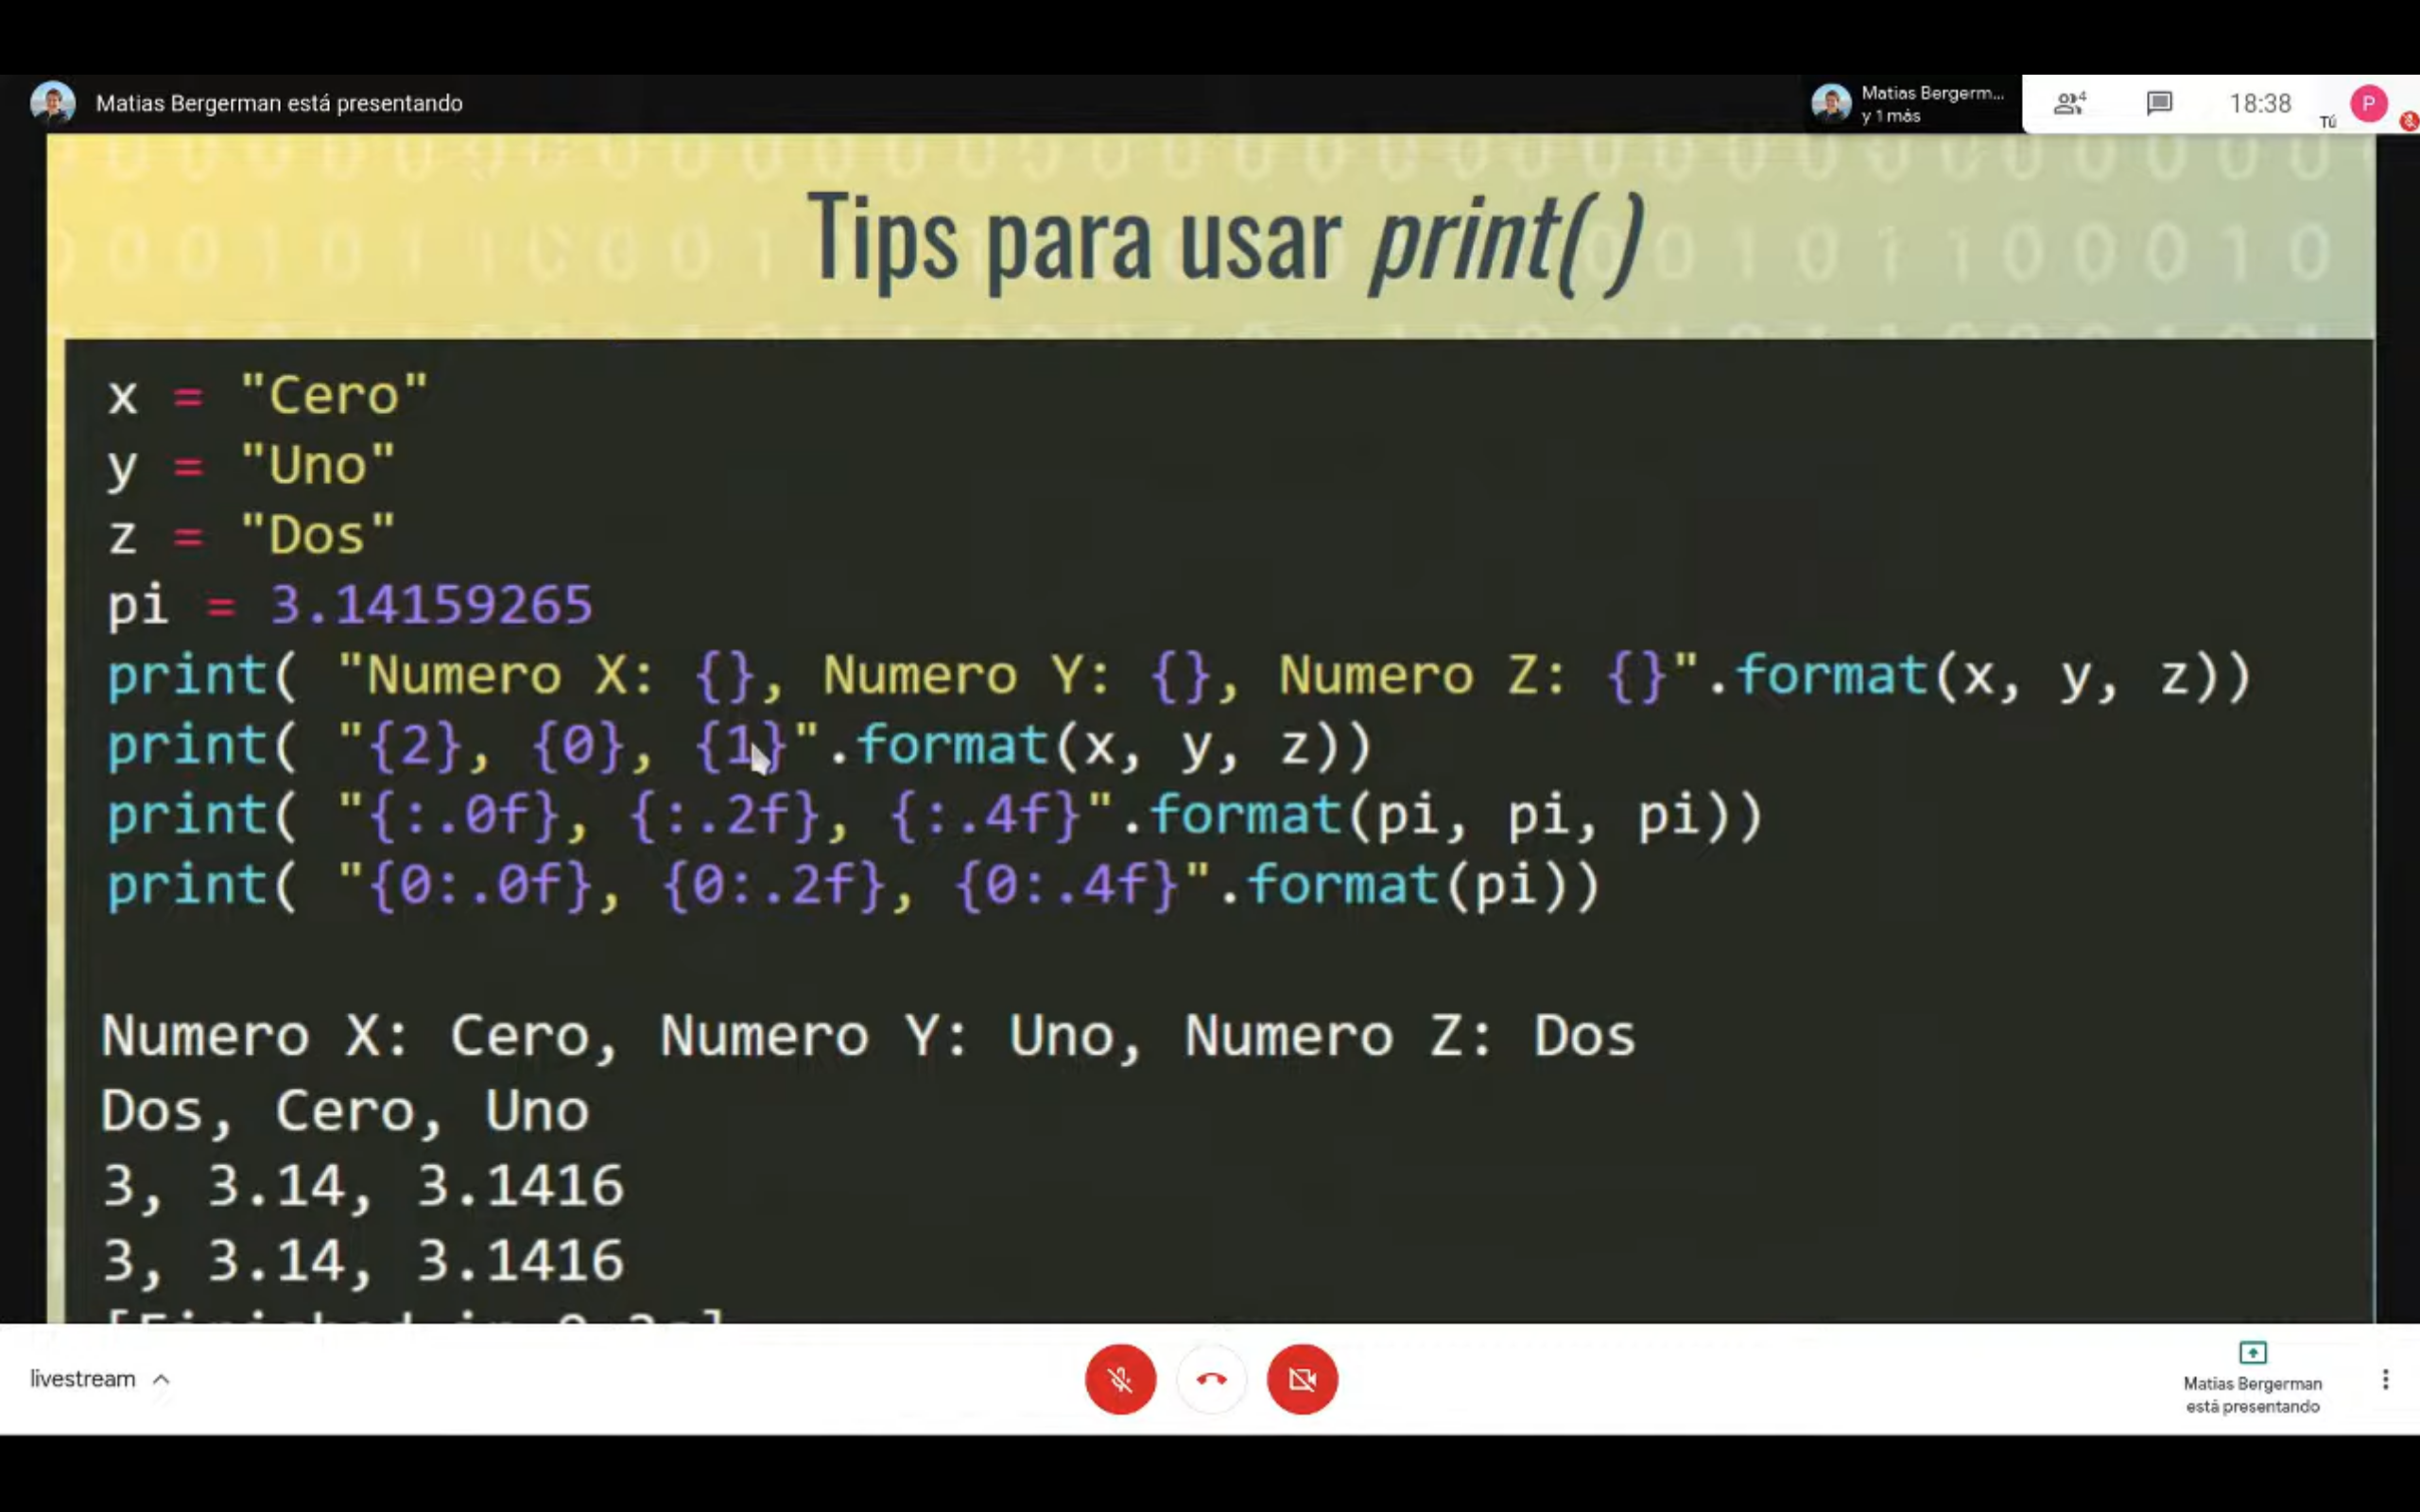 Matias Bergerman está presentando
Matias Bergerm...
y 1 más
4
18:38
Tú
P
Tips para usar print( )
x = "Cero"
y = "Uno"
z = "Dos"
pi = 3.14159265
print( "Numero X: {}, Numero Y: {}, Numero Z: {}".format(x, y, z))
print( "{2}, {0}, {1}".format(x, y, z))
print( "{:.0f}, {:.2f}, {:.4f}".format(pi, pi, pi))
print( "{0:.0f}, {0:.2f}, {0:.4f}".format(pi))
Numero X: Cero, Numero Y: Uno, Numero Z: Dos
Dos, Cero, Uno
3, 3.14, 3.1416
3, 3.14, 3.1416
livestream
Matias Bergerman
está presentando